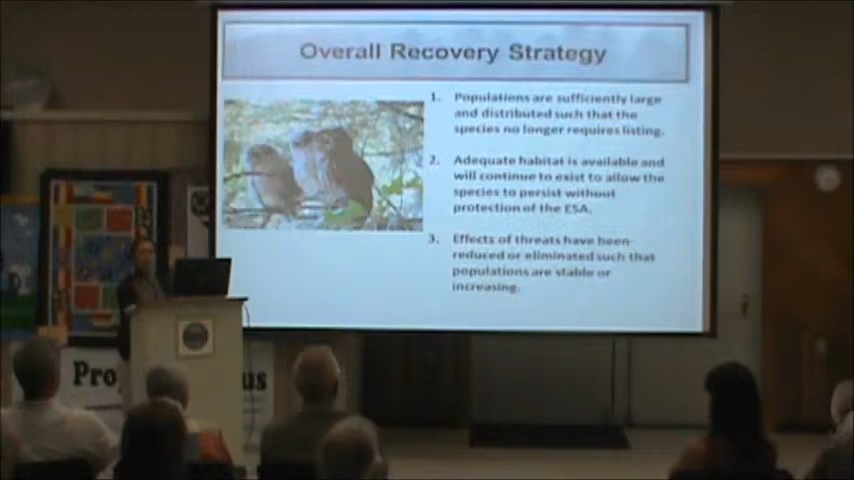 Overall Recovery Strategy
1. Populations are sufficiently large
and distributed such that the
species no longer requires listing.
2. Adequate habitat is available and
will continue to exist to allow the
species to persist without
protection of the ESA.
3. Effects of threats have been
reduced or eliminated such that
populations are stable or
increasing.
Pro
us